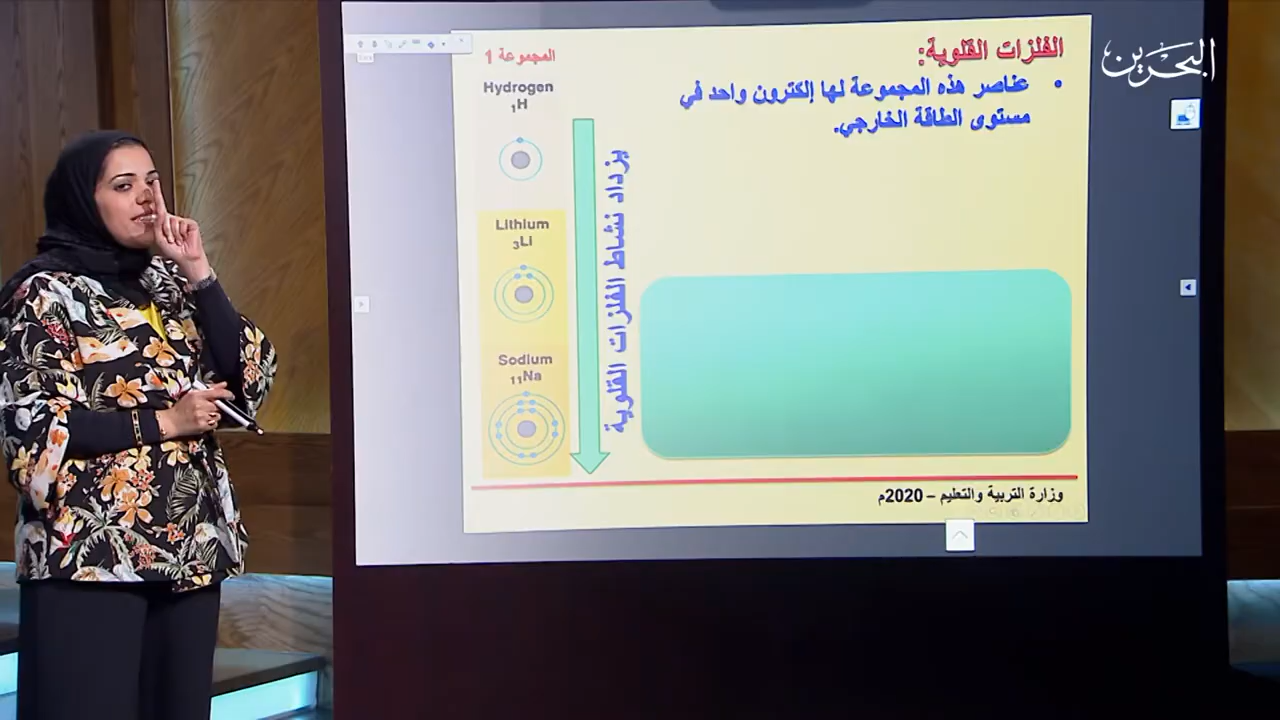 البحرين
الفلزات القلوية:
• عناصر هذه المجموعة لها إلكترون واحد في
مستوى الطاقة الخارجي.
المجموعة 1
Hydrogen
₁H
Lithium
₃Li
Sodium
₁₁Na
يزداد نشاط الفلزات القلوية
وزارة التربية والتعليم – 2020م